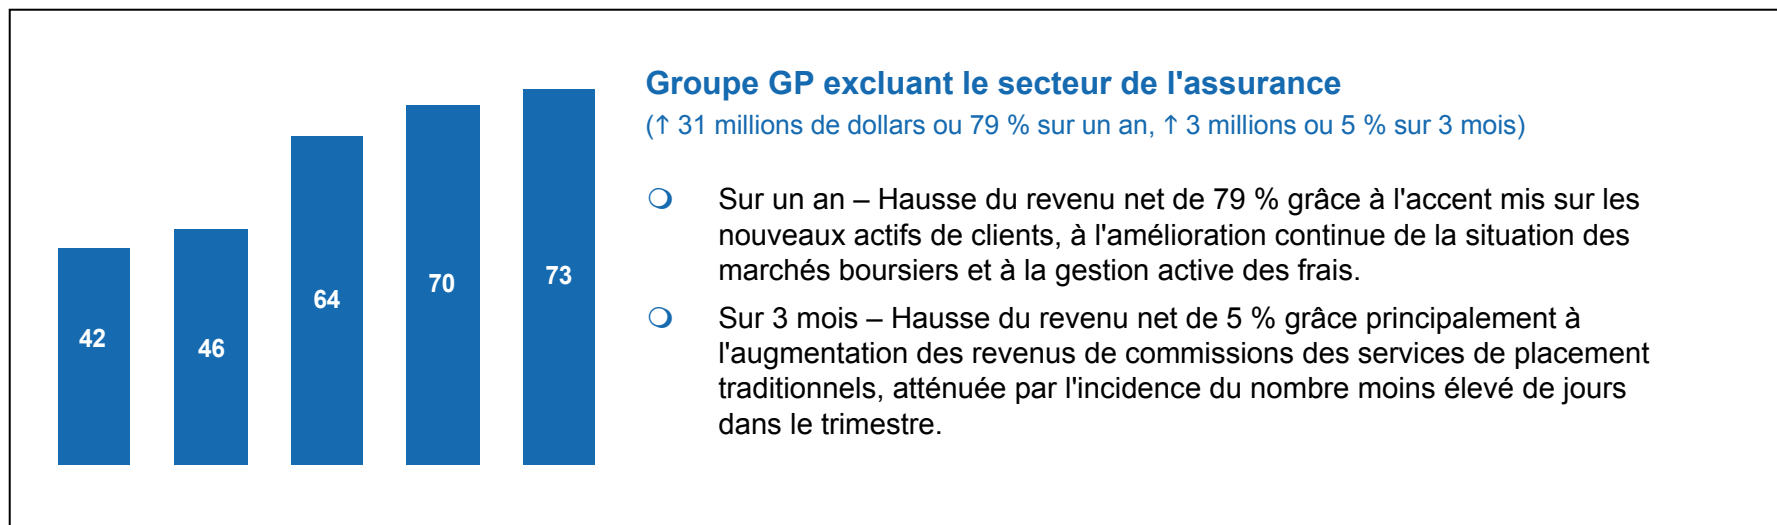 Groupe GP excluant le secteur de l'assurance
(↑ 31 millions de dollars ou 79 % sur un an, ↑ 3 millions ou 5 % sur 3 mois)
Sur un an – Hausse du revenu net de 79 % grâce à l'accent mis sur les
nouveaux actifs de clients, à l'amélioration continue de la situation des
marchés boursiers et à la gestion active des frais.
Sur 3 mois – Hausse du revenu net de 5 % grâce principalement à
l'augmentation des revenus de commissions des services de placement
traditionnels, atténuée par l'incidence du nombre moins élevé de jours
dans le trimestre.
42
46
64
70
73